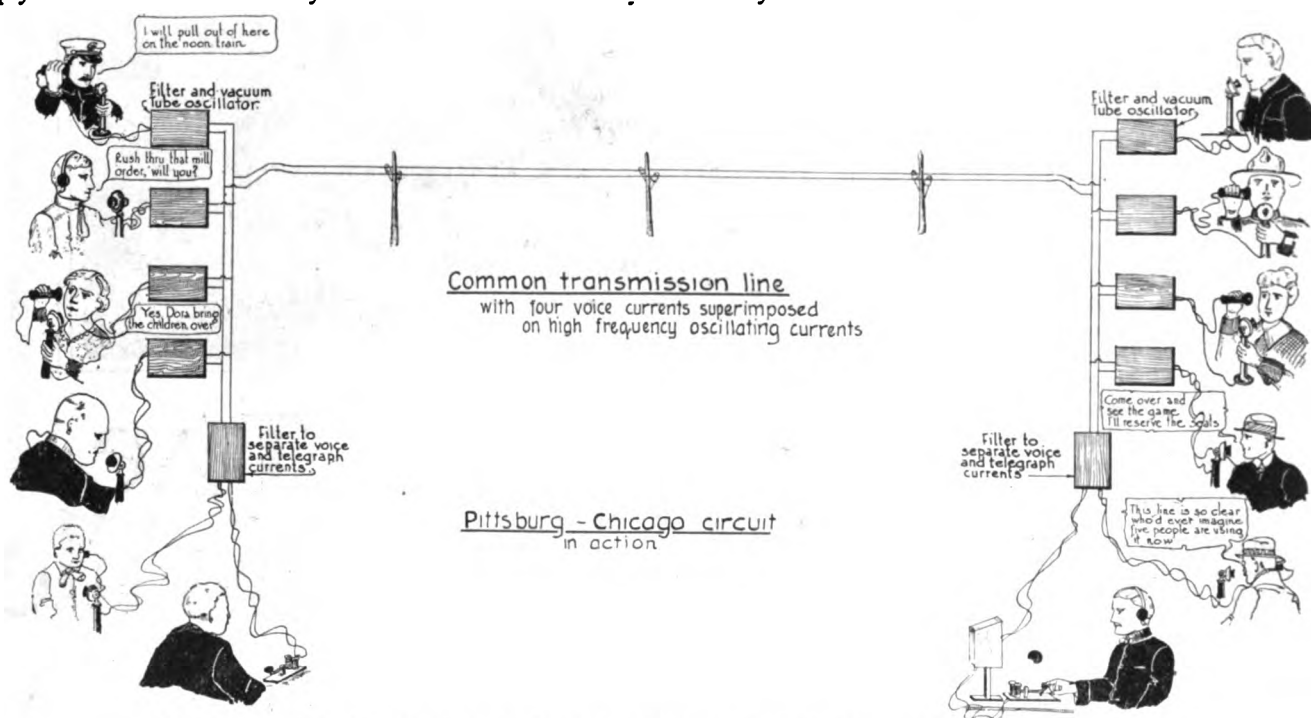 I will pull out of here
on the noon train
Filter and vacuum
Tube oscillator.
Rush thru that mill
order, will you?
Yes, Dora bring
the children over
Filter to
separate voice
and telegraph
currents
Common transmission line
with four voice currents superimposed
on high frequency oscillating currents
Pittsburg - Chicago circuit
in action
Filter and vacuum
Tube oscillator
Come over and
see the game
I'll reserve the seats
Filter to
separate voice
and telegraph
currents
This line is so clear
who'd ever imagine
five people are using
it now